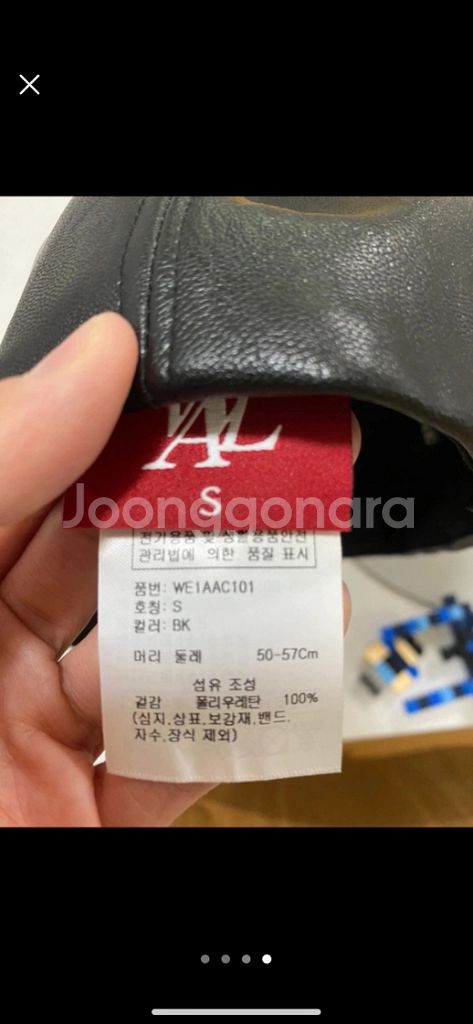 WAL
S
Joonggonara
전기용품 및 생활용품안전
관리법에 의한 품질 표시
품번: WE1AAC101
호칭: S
컬러: BK
머리 둘레 50-57Cm
섬유 조성
겉감 폴리우레탄 100%
(심지,상표,보강재,밴드,
자수,장식 제외)